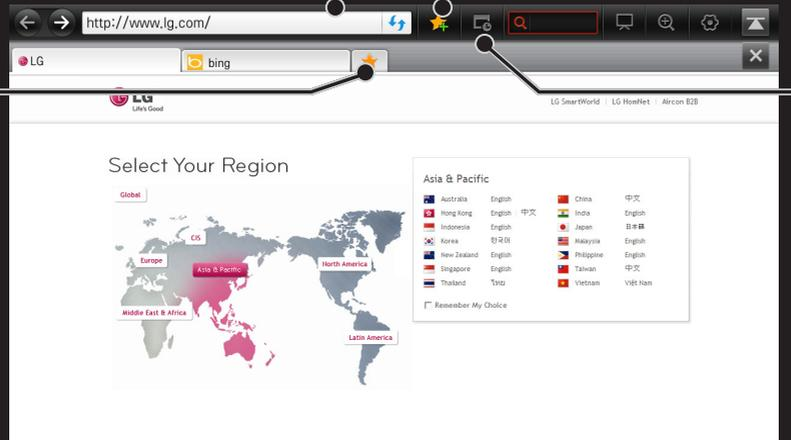 http://www.lg.com/
LG
bing
LG
Life's Good
LG SmartWorld | LG HomNet | Aircon B2B
Select Your Region
Global
CIS
Europe
Asia & Pacific
North America
Middle East & Africa
Latin America
Asia & Pacific
Australia English
Hong Kong English 中文
Indonesia English
Korea 한국어
New Zealand English
Singapore English
Thailand ไทย
China 中文
India English
Japan 日本語
Malaysia English
Philippine English
Taiwan 中文
Vietnam Việt Nam
Remember My Choice